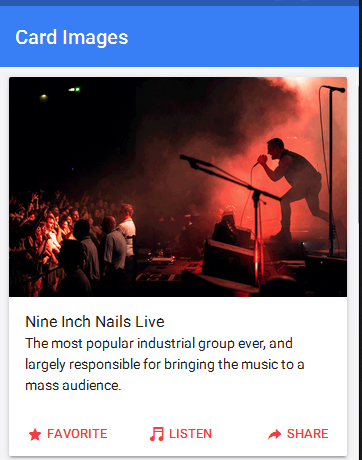 Card Images
Nine Inch Nails Live
The most popular industrial group ever, and
largely responsible for bringing the music to a
mass audience.
FAVORITE LISTEN SHARE